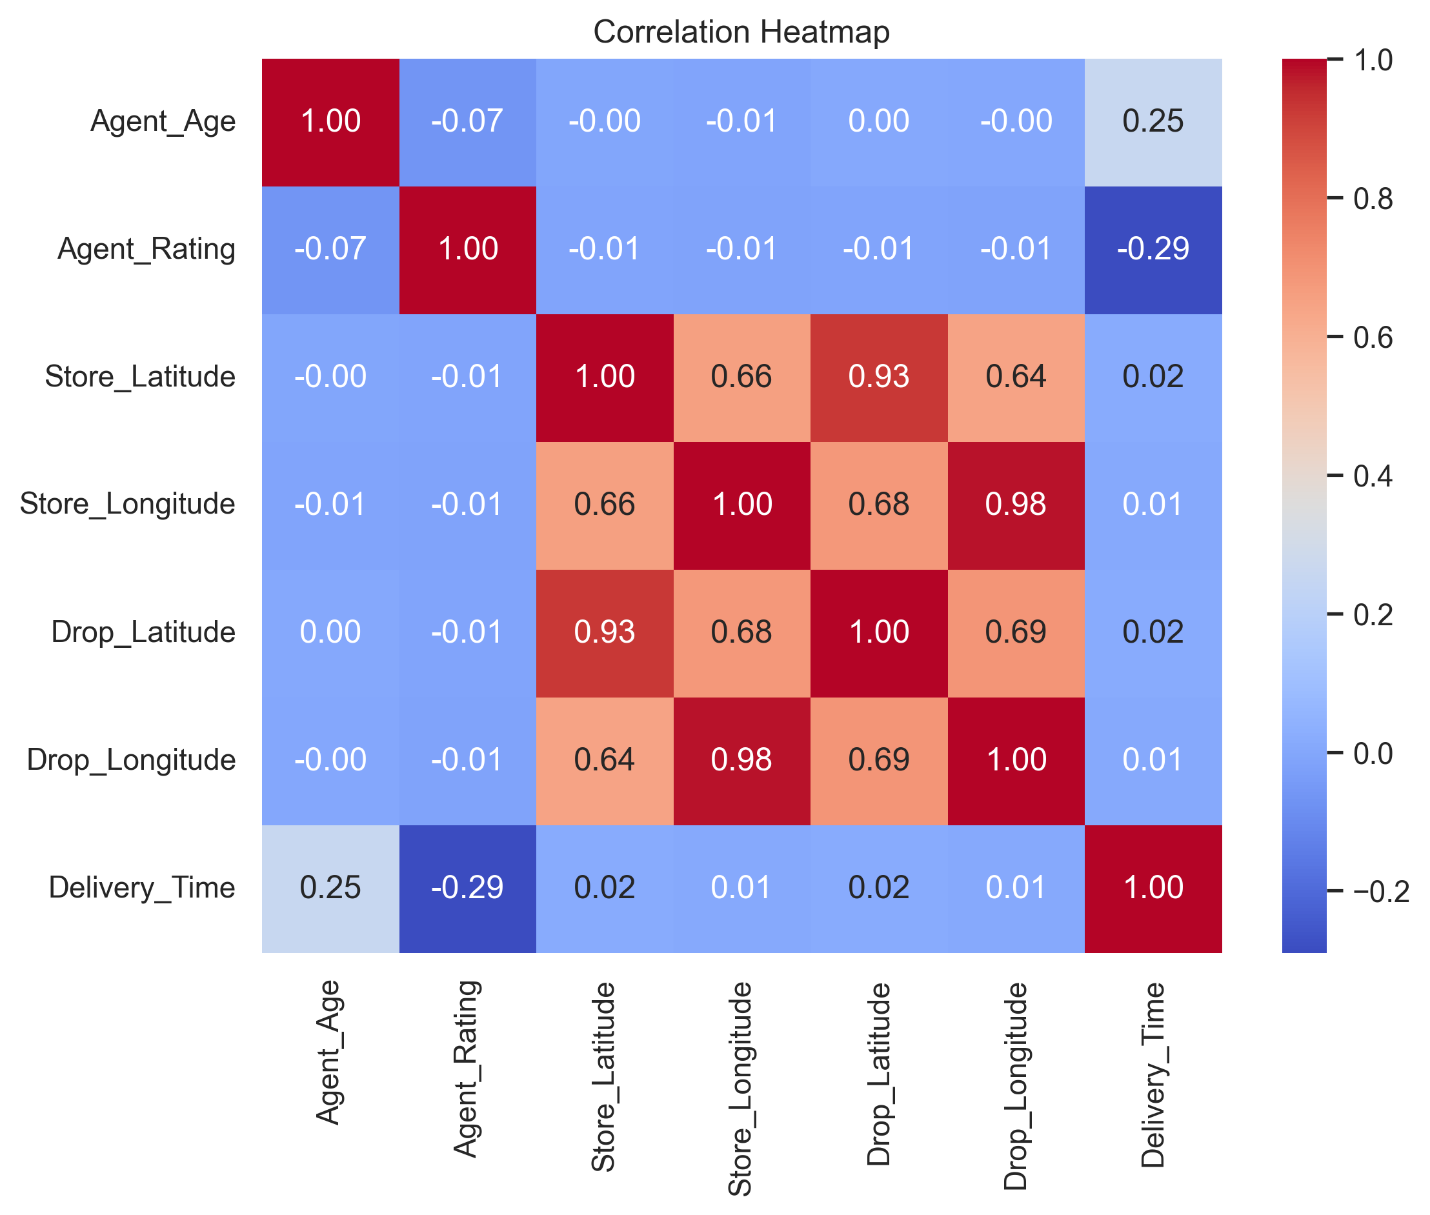 Correlation Heatmap
Agent_Age 1.00 -0.07 -0.00 -0.01 0.00 -0.00 0.25
Agent_Rating -0.07 1.00 -0.01 -0.01 -0.01 -0.01 -0.29
Store_Latitude -0.00 -0.01 1.00 0.66 0.93 0.64 0.02
Store_Longitude -0.01 -0.01 0.66 1.00 0.68 0.98 0.01
Drop_Latitude 0.00 -0.01 0.93 0.68 1.00 0.69 0.02
Drop_Longitude -0.00 -0.01 0.64 0.98 0.69 1.00 0.01
Delivery_Time 0.25 -0.29 0.02 0.01 0.02 0.01 1.00
Agent_Age
Agent_Rating
Store_Latitude
Store_Longitude
Drop_Latitude
Drop_Longitude
Delivery_Time
1.0
0.8
0.6
0.4
0.2
0.0
−0.2